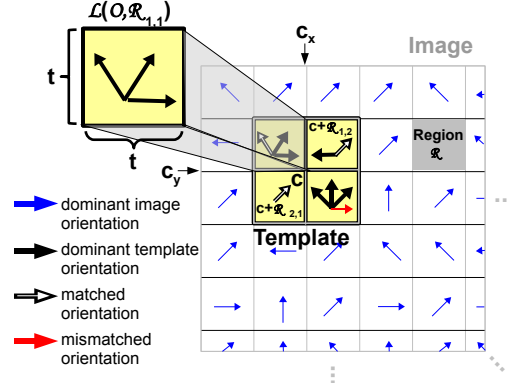 ℒ(O,ℛ1,1)
t
t
cx
Image
c+ℛ1,2
Region
ℛ
cy
c
c+ℛ2,1
Template
dominant image
orientation
dominant template
orientation
matched
orientation
mismatched
orientation